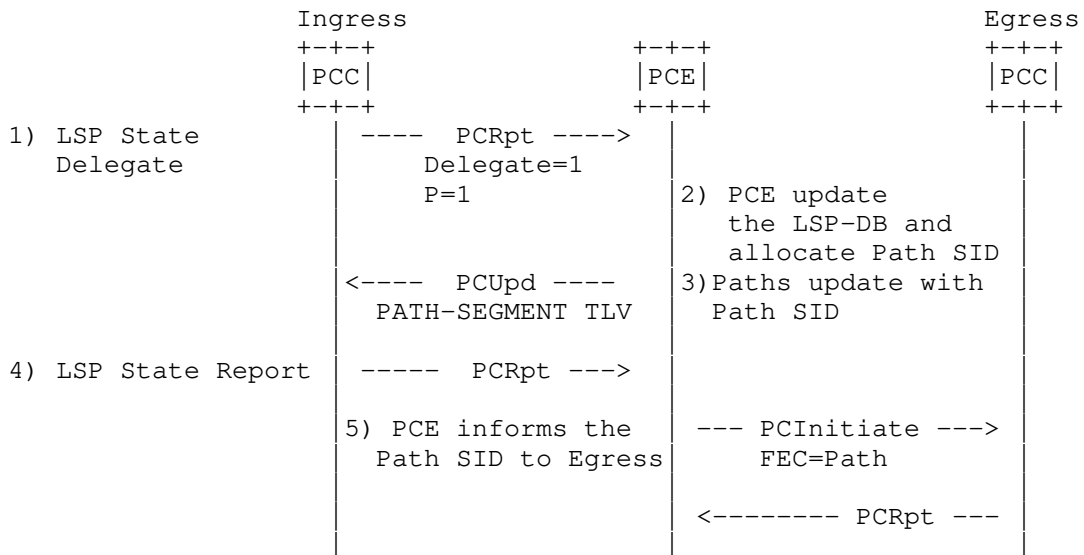 Ingress Egress
+-+-+ +-+-+ +-+-+
|PCC| |PCE| |PCC|
+-+-+ +-+-+ +-+-+
1) LSP State | ---- PCRpt ----> | |
Delegate | Delegate=1 | |
| P=1 |2) PCE update |
| | the LSP-DB and |
| | allocate Path SID|
|<---- PCUpd ---- |3)Paths update with |
| PATH-SEGMENT TLV | Path SID |
| | |
4) LSP State Report | ----- PCRpt ---> | |
| | |
|5) PCE informs the | --- PCInitiate ---> |
| Path SID to Egress| FEC=Path |
| | |
| | <-------- PCRpt --- |
| | |